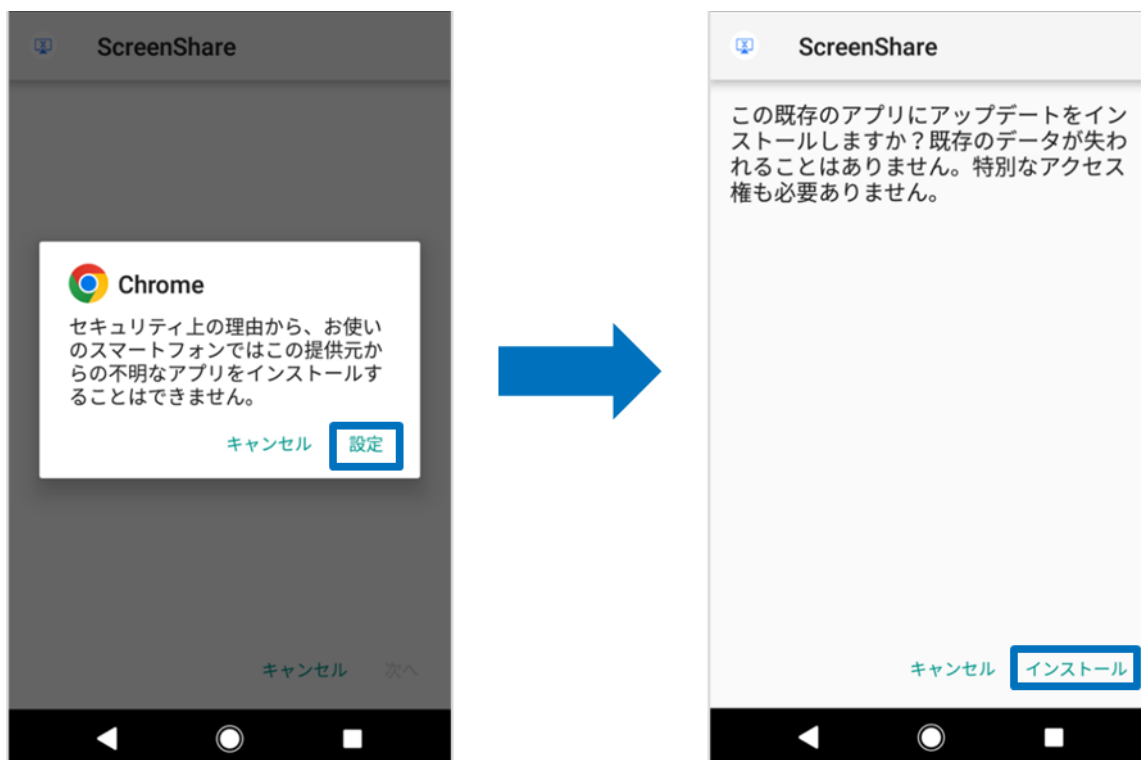 ScreenShare
Chrome
セキュリティ上の理由から、お使い
のスマートフォンではこの提供元か
らの不明なアプリをインストールす
ることはできません。
キャンセル 設定
キャンセル 次へ
ScreenShare
この既存のアプリにアップデートをイン
ストールしますか？既存のデータが失わ
れることはありません。特別なアクセス
権も必要ありません。
キャンセル インストール